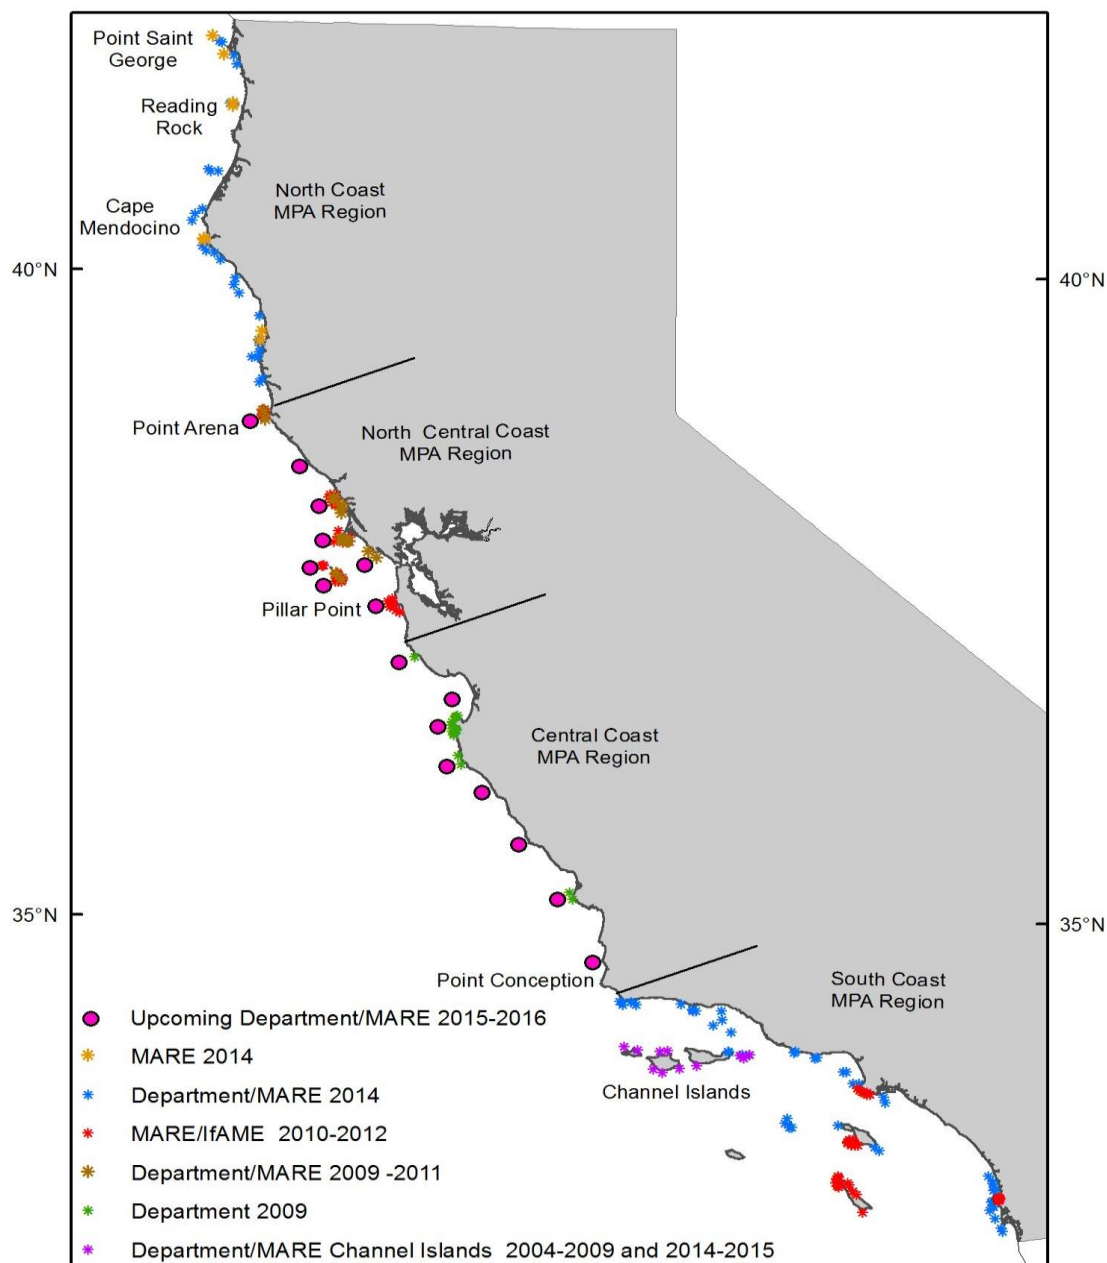 Point Saint
George
Reading
Rock
North Coast
MPA Region
Cape
Mendocino
40°N
40°N
Point Arena
North Central Coast
MPA Region
Pillar Point
Central Coast
MPA Region
35°N
35°N
Point Conception
South Coast
MPA Region
Channel Islands
Upcoming Department/MARE 2015-2016
MARE 2014
Department/MARE 2014
MARE/IfAME 2010-2012
Department/MARE 2009 -2011
Department 2009
Department/MARE Channel Islands 2004-2009 and 2014-2015